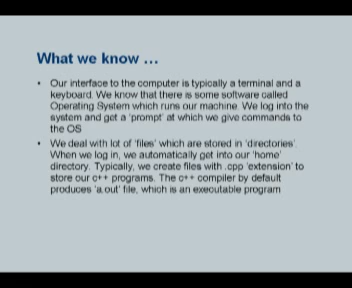 What we know ...
• Our interface to the computer is typically a terminal and a
keyboard. We know that there is some software called
Operating System which runs our machine. We log into the
system and get a 'prompt' at which we give commands to
the OS
• We deal with lot of 'files' which are stored in 'directories'.
When we log in, we automatically get into our 'home'
directory. Typically, we create files with .cpp 'extension' to
store our c++ programs. The c++ compiler by default
produces 'a.out' file, which is an executable program